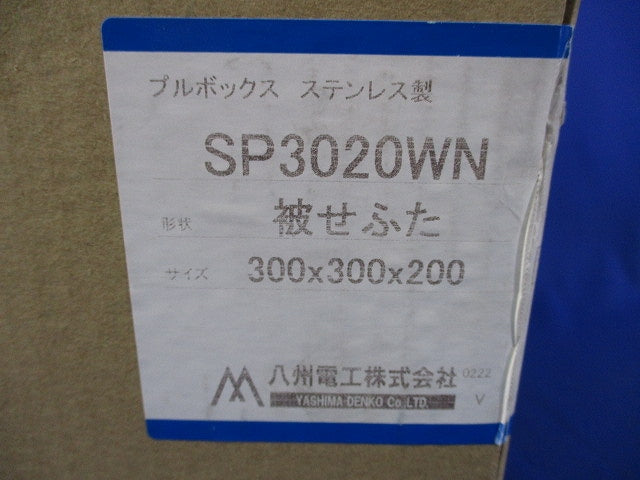 プルボックス ステンレス製
SP3020WN
形状 被せふた
サイズ 300x300x200
八州電工株式会社 0222
YASHIMA-DENKO Co.LTD. V